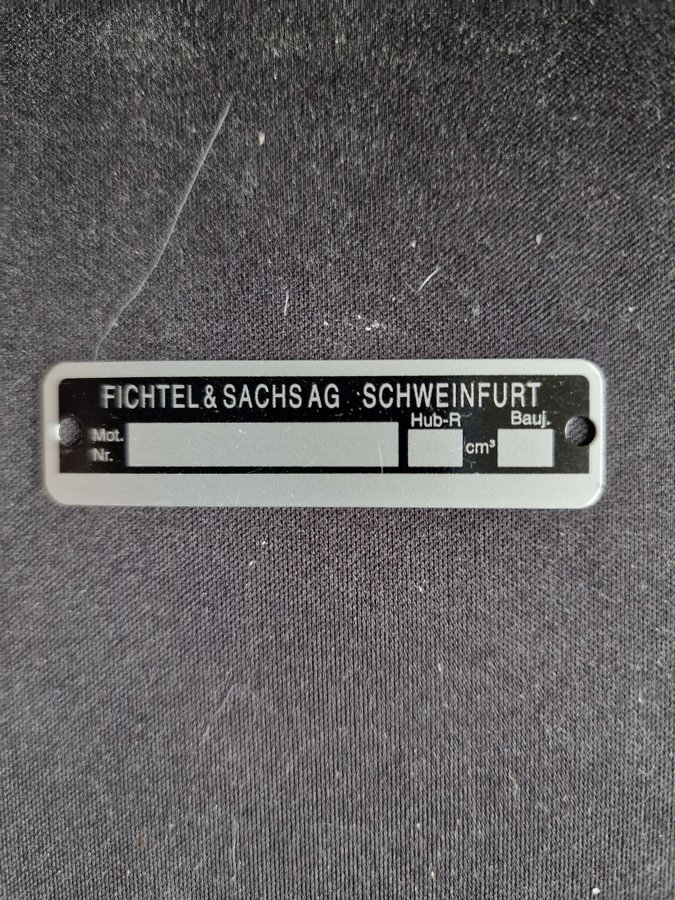 FICHTEL & SACHS AG SCHWEINFURT
Hub-R Bauj.
Mot. cm³
Nr.